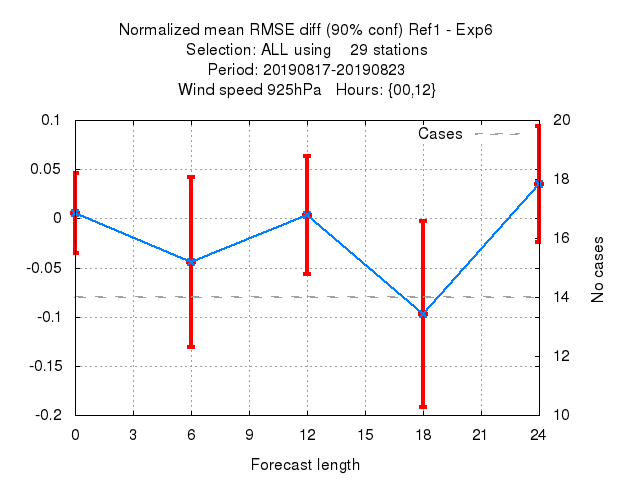 Normalized mean RMSE diff (90% conf) Ref1 - Exp6
Selection: ALL using    29 stations
Period: 20190817-20190823
Wind speed 925hPa   Hours: {00,12}
0.1
0.05
0
-0.05
-0.1
-0.15
-0.2
Cases
20
18
16
14
12
10
No cases
0 3 6 9 12 15 18 21 24
Forecast length